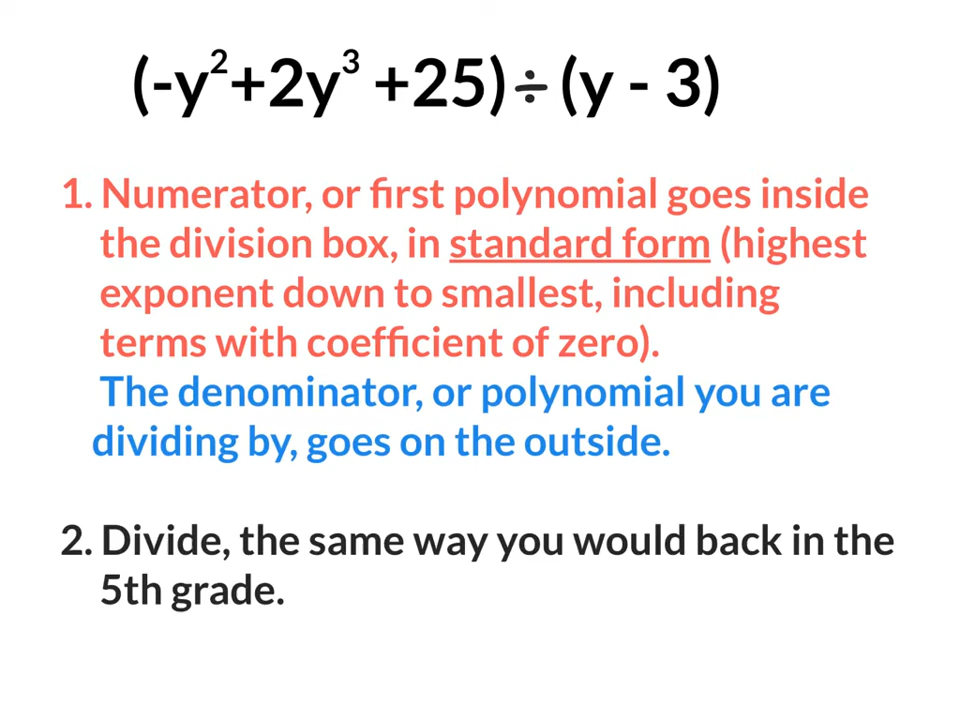 (-y²+2y³ +25)÷(y - 3)
1. Numerator, or first polynomial goes inside
the division box, in standard form (highest
exponent down to smallest, including
terms with coefficient of zero).
The denominator, or polynomial you are
dividing by, goes on the outside.
2. Divide, the same way you would back in the
5th grade.